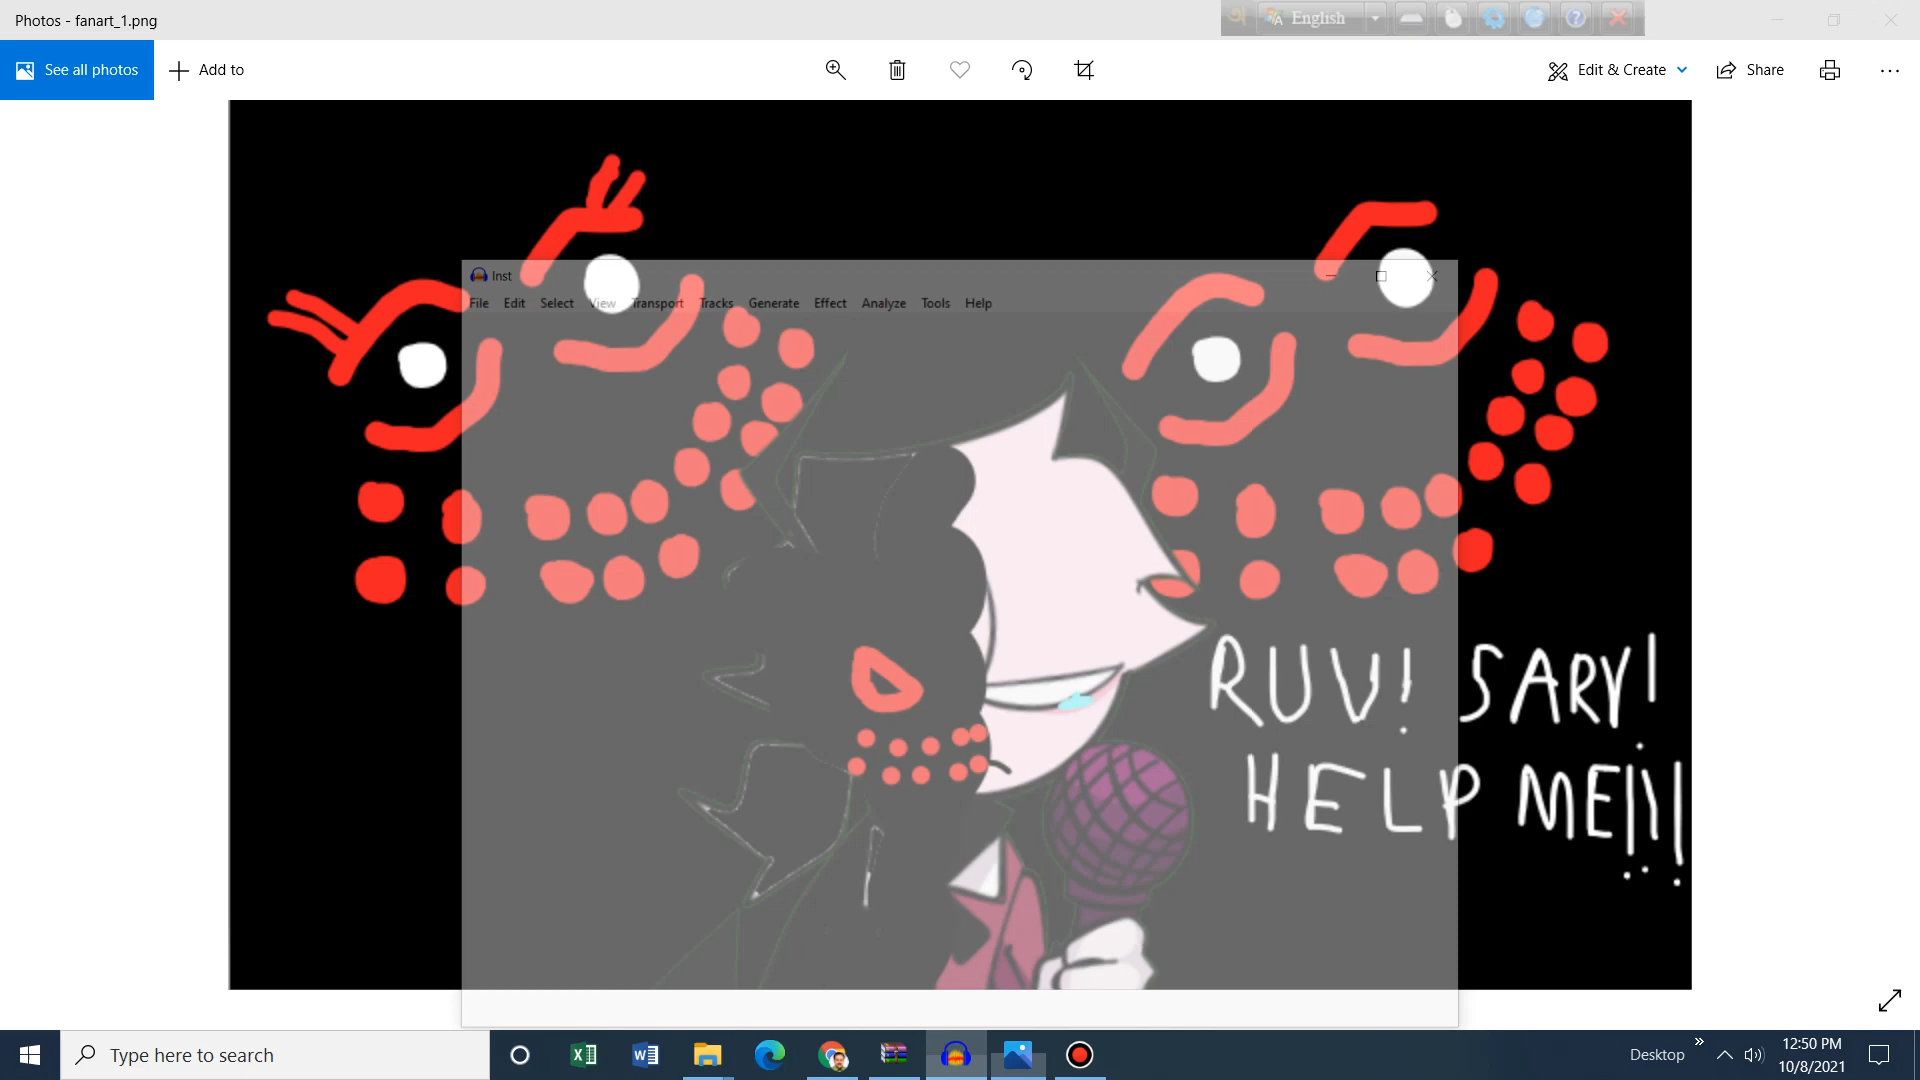 Photos - fanart_1.png
English
See all photos
Add to
Edit & Create
Share
Inst
File Edit Select View Transport Tracks Generate Effect Analyze Tools Help
RUV! SARV!
HELP ME!!!
Type here to search
Desktop
12:50 PM
10/8/2021